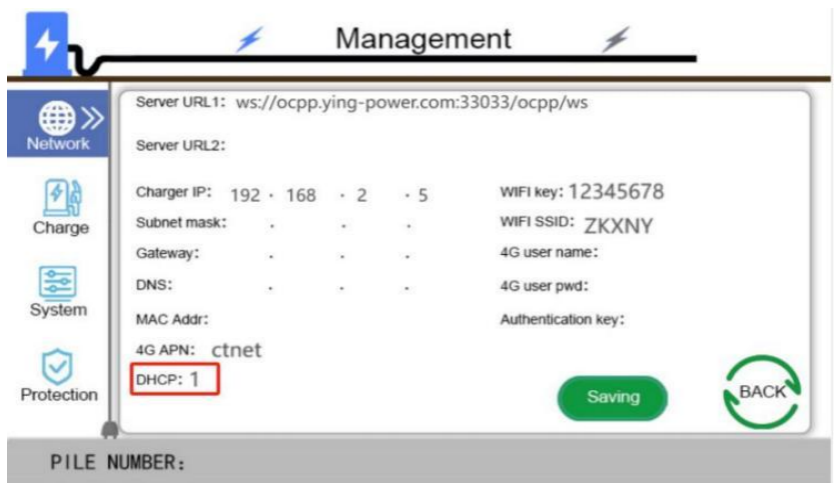 Management
Network
Charge
System
Protection
Server URL1: ws://ocpp.ying-power.com:33033/ocpp/ws
Server URL2:
Charger IP: 192 . 168 . 2 . 5
WIFI key: 12345678
Subnet mask: . . .
WIFI SSID: ZKXNY
Gateway: . . .
4G user name:
DNS: . . .
4G user pwd:
MAC Addr:
Authentication key:
4G APN: ctnet
DHCP: 1
Saving
BACK
PILE NUMBER: